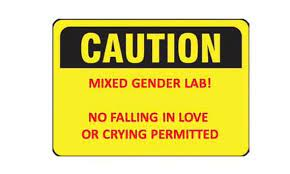 CAUTION
MIXED GENDER LAB!
NO FALLING IN LOVE
OR CRYING PERMITTED